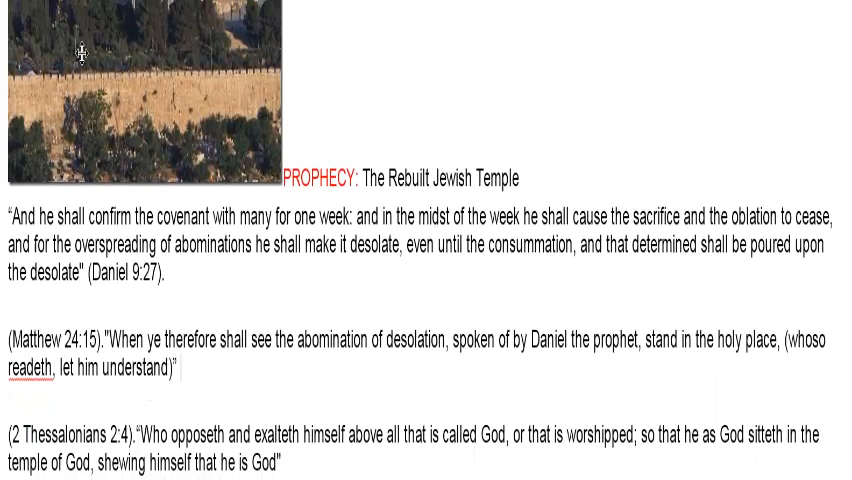 PROPHECY: The Rebuilt Jewish Temple
“And he shall confirm the covenant with many for one week: and in the midst of the week he shall cause the sacrifice and the oblation to cease,
and for the overspreading of abominations he shall make it desolate, even until the consummation, and that determined shall be poured upon
the desolate" (Daniel 9:27).
(Matthew 24:15)."When ye therefore shall see the abomination of desolation, spoken of by Daniel the prophet, stand in the holy place, (whoso
readeth, let him understand)”
(2 Thessalonians 2:4).“Who opposeth and exalteth himself above all that is called God, or that is worshipped; so that he as God sitteth in the
temple of God, shewing himself that he is God"